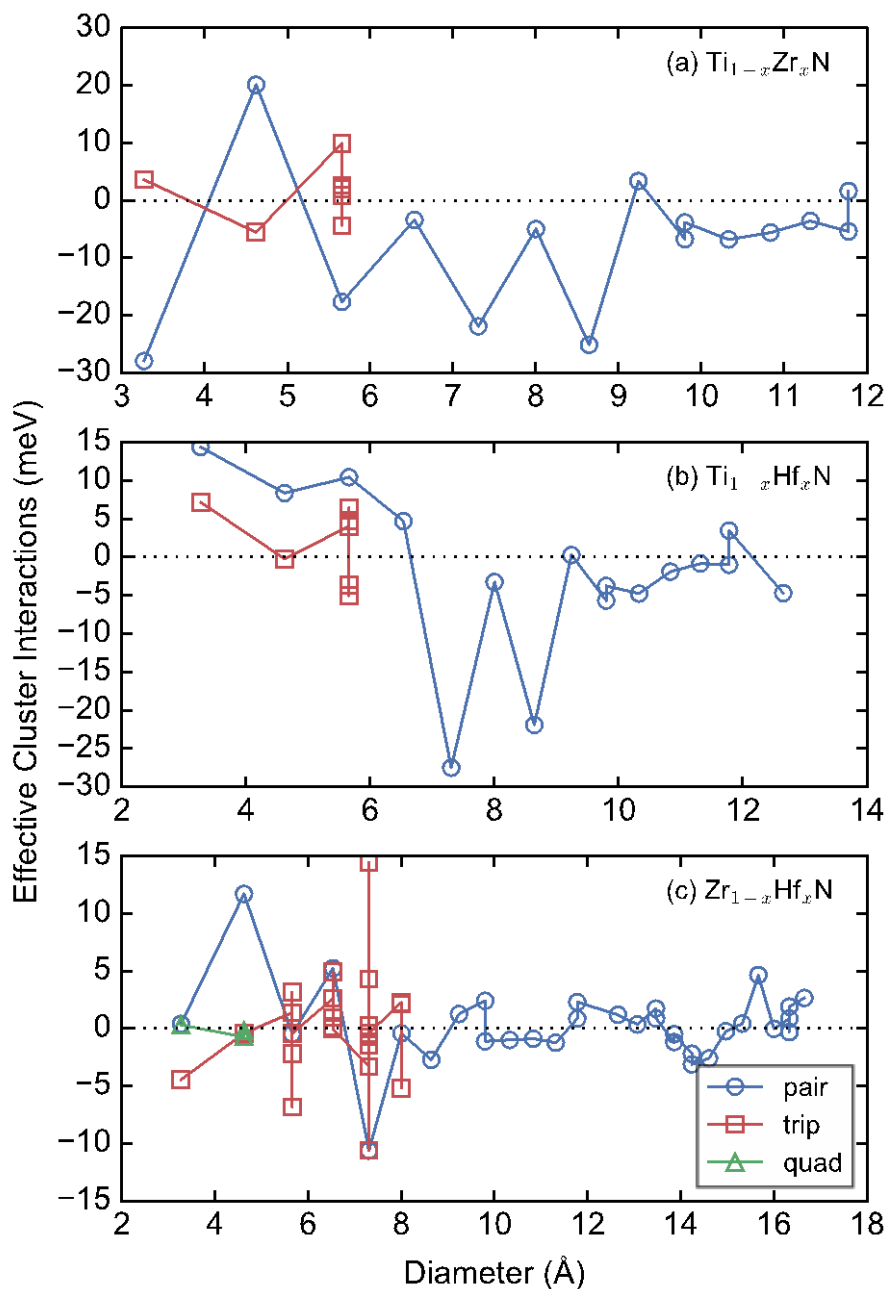 Effective Cluster Interactions (meV)
30
20
10
0
−10
−20
−30
(a) Ti₁₋ₓZrₓN
3 4 5 6 7 8 9 10 11 12
15
10
5
0
−5
−10
−15
−20
−25
−30
(b) Ti₁ ₓHfₓN
2 4 6 8 10 12 14
15
10
5
0
−5
−10
−15
(c) Zr₁₋ₓHfₓN
pair
trip
quad
2 4 6 8 10 12 14 16 18
Diameter (Å)